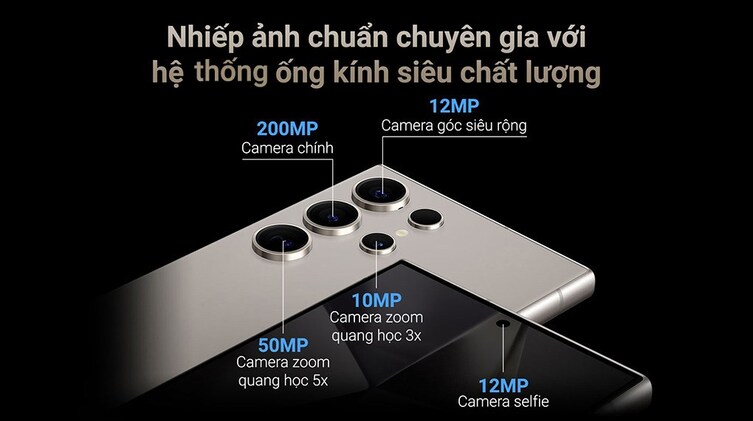 Nhiếp ảnh chuẩn chuyên gia với
hệ thống ống kính siêu chất lượng
12MP
Camera góc siêu rộng
200MP
Camera chính
10MP
Camera zoom
quang học 3x
50MP
Camera zoom
quang học 5x
12MP
Camera selfie